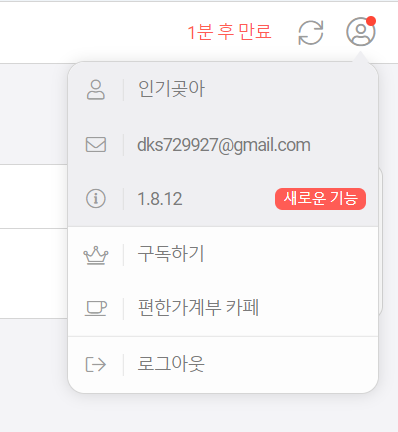 1분 후 만료
인기곶아
dks729927@gmail.com
1.8.12 새로운 기능
구독하기
편한가계부 카페
로그아웃